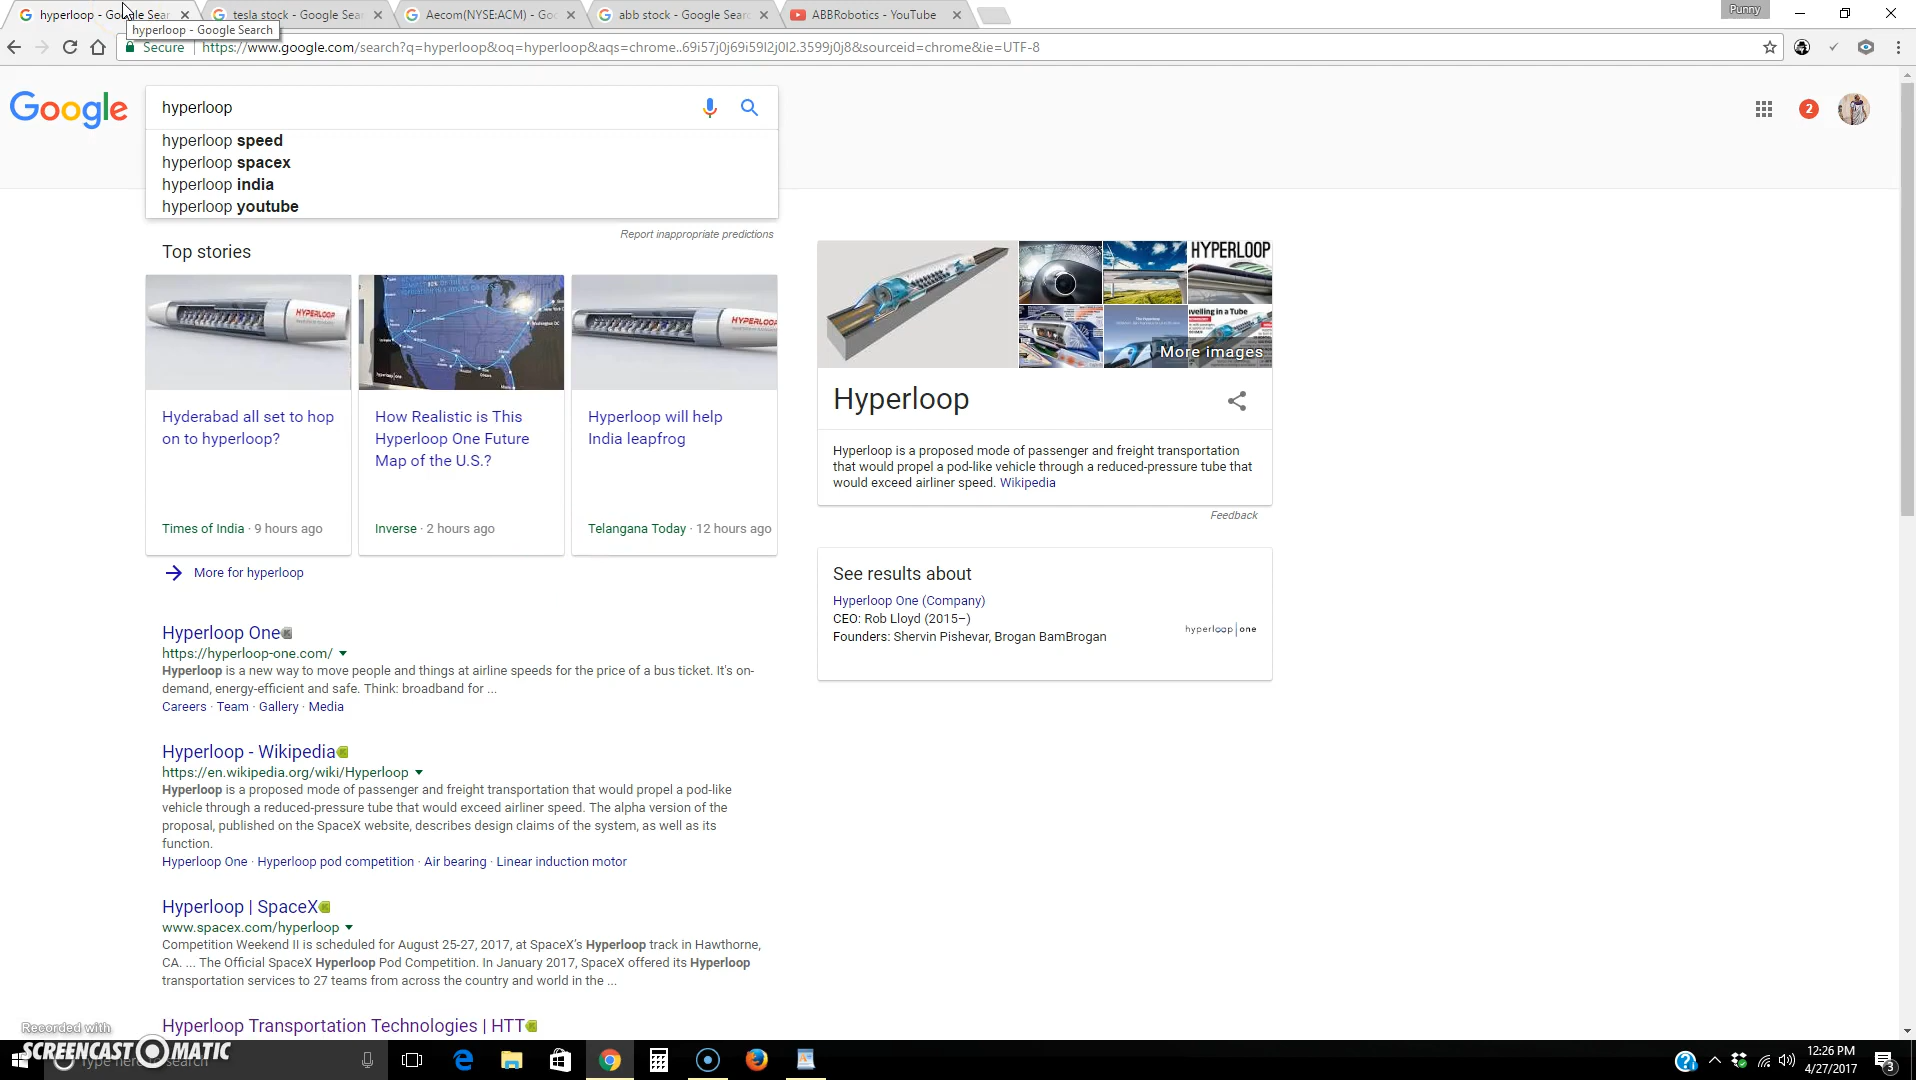 hyperloop - Google Sear
tesla stock - Google Sear
Aecom(NYSE:ACM) - Go
abb stock - Google Searc
ABBRobotics - YouTube
Punny
hyperloop - Google Search
Secure
https://www.google.com/search?q=hyperloop&oq=hyperloop&aqs=chrome..69i57j0j69i59l2j0l2.3599j0j8&sourceid=chrome&ie=UTF-8
Google
hyperloop
2
hyperloop speed
hyperloop spacex
hyperloop india
hyperloop youtube
Report inappropriate predictions
Top stories
HYPERLOOP
HYPERLOOP
Hyderabad all set to hop
on to hyperloop?
Times of India · 9 hours ago
How Realistic is This
Hyperloop One Future
Map of the U.S.?
Inverse · 2 hours ago
HYPERLOOP
Hyperloop will help
India leapfrog
Telangana Today · 12 hours ago
More for hyperloop
Hyperloop One
https://hyperloop-one.com/
Hyperloop is a new way to move people and things at airline speeds for the price of a bus ticket. It's on-
demand, energy-efficient and safe. Think: broadband for ...
Careers · Team · Gallery · Media
Hyperloop - Wikipedia
https://en.wikipedia.org/wiki/Hyperloop
Hyperloop is a proposed mode of passenger and freight transportation that would propel a pod-like
vehicle through a reduced-pressure tube that would exceed airliner speed. The alpha version of the
proposal, published on the SpaceX website, describes design claims of the system, as well as its
function.
Hyperloop One · Hyperloop pod competition · Air bearing · Linear induction motor
Hyperloop | SpaceX
www.spacex.com/hyperloop
Competition Weekend II is scheduled for August 25-27, 2017, at SpaceX's Hyperloop track in Hawthorne,
CA. ... The Official SpaceX Hyperloop Pod Competition. In January 2017, SpaceX offered its Hyperloop
transportation services to 27 teams from across the country and world in the ...
Hyperloop Transportation Technologies | HTT
More images
Hyperloop
Hyperloop is a proposed mode of passenger and freight transportation
that would propel a pod-like vehicle through a reduced-pressure tube that
would exceed airliner speed. Wikipedia
Feedback
See results about
Hyperloop One (Company)
CEO: Rob Lloyd (2015–)
Founders: Shervin Pishevar, Brogan BamBrogan
hyperloop | one
Recorded with
SCREENCAST O MATIC
Type here to search
12:26 PM
4/27/2017
3